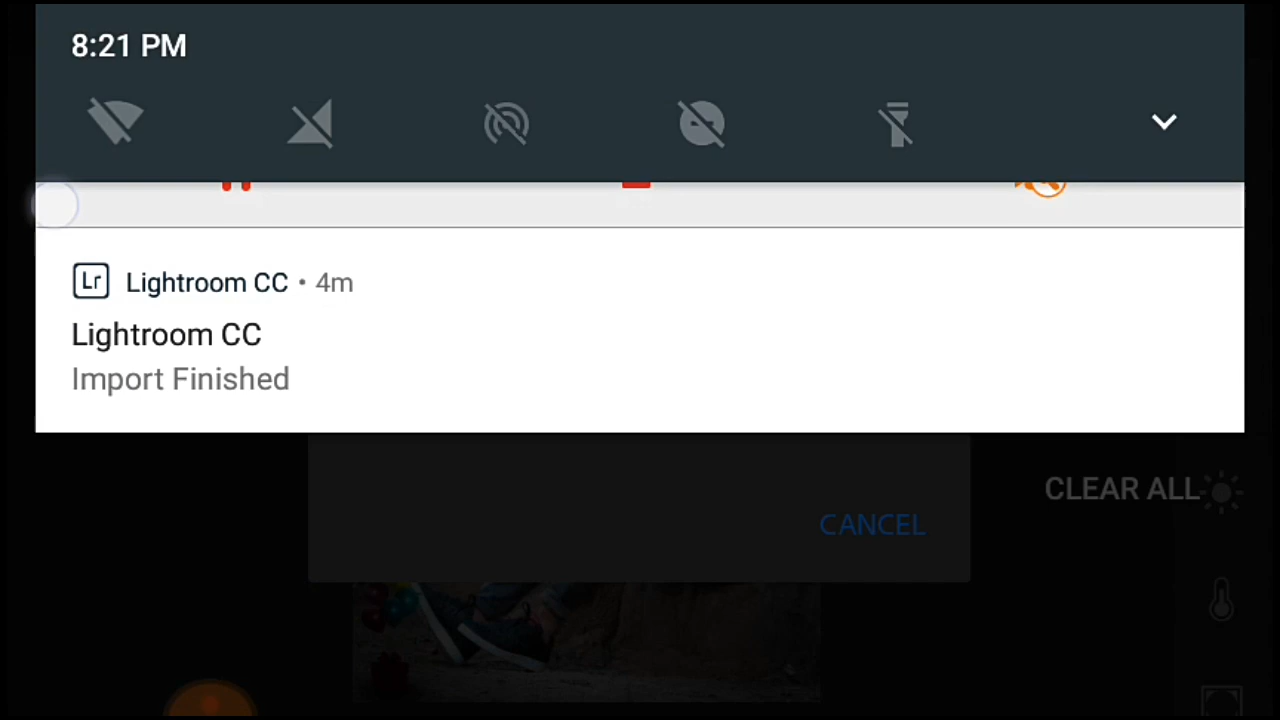 8:21 PM
Lr Lightroom CC • 4m
Lightroom CC
Import Finished
CLEAR ALL
CANCEL